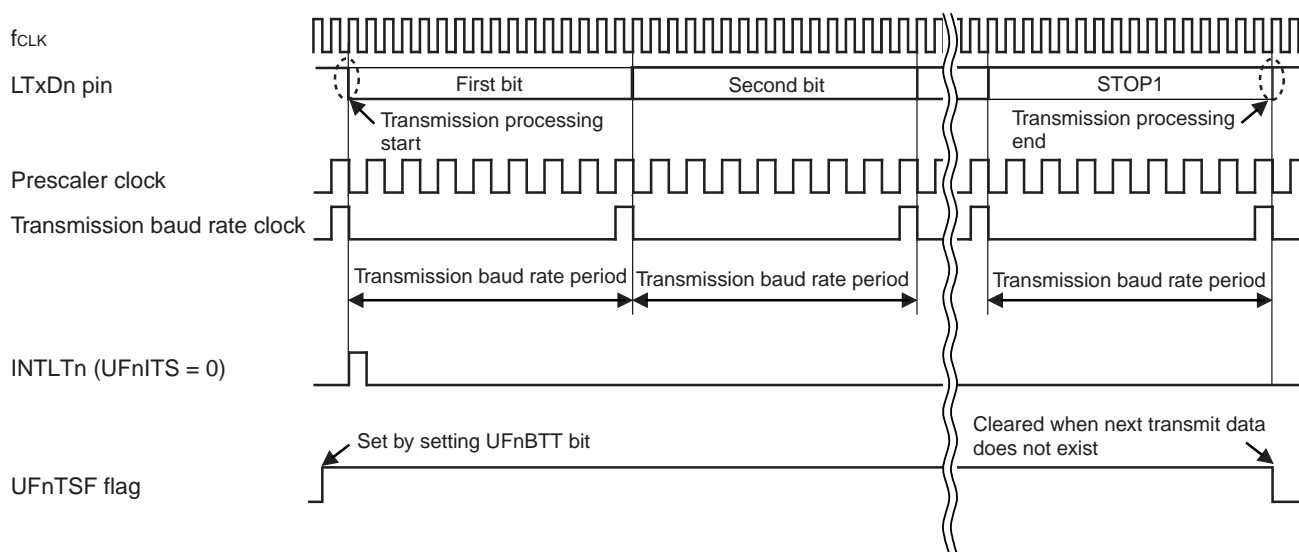 fCLK
LTxDn pin
First bit
Second bit
STOP1
Transmission processing
start
Transmission processing
end
Prescaler clock
Transmission baud rate clock
Transmission baud rate period
Transmission baud rate period
Transmission baud rate period
INTLTn (UFnITS = 0)
Set by setting UFnBTT bit
Cleared when next transmit data
does not exist
UFnTSF flag